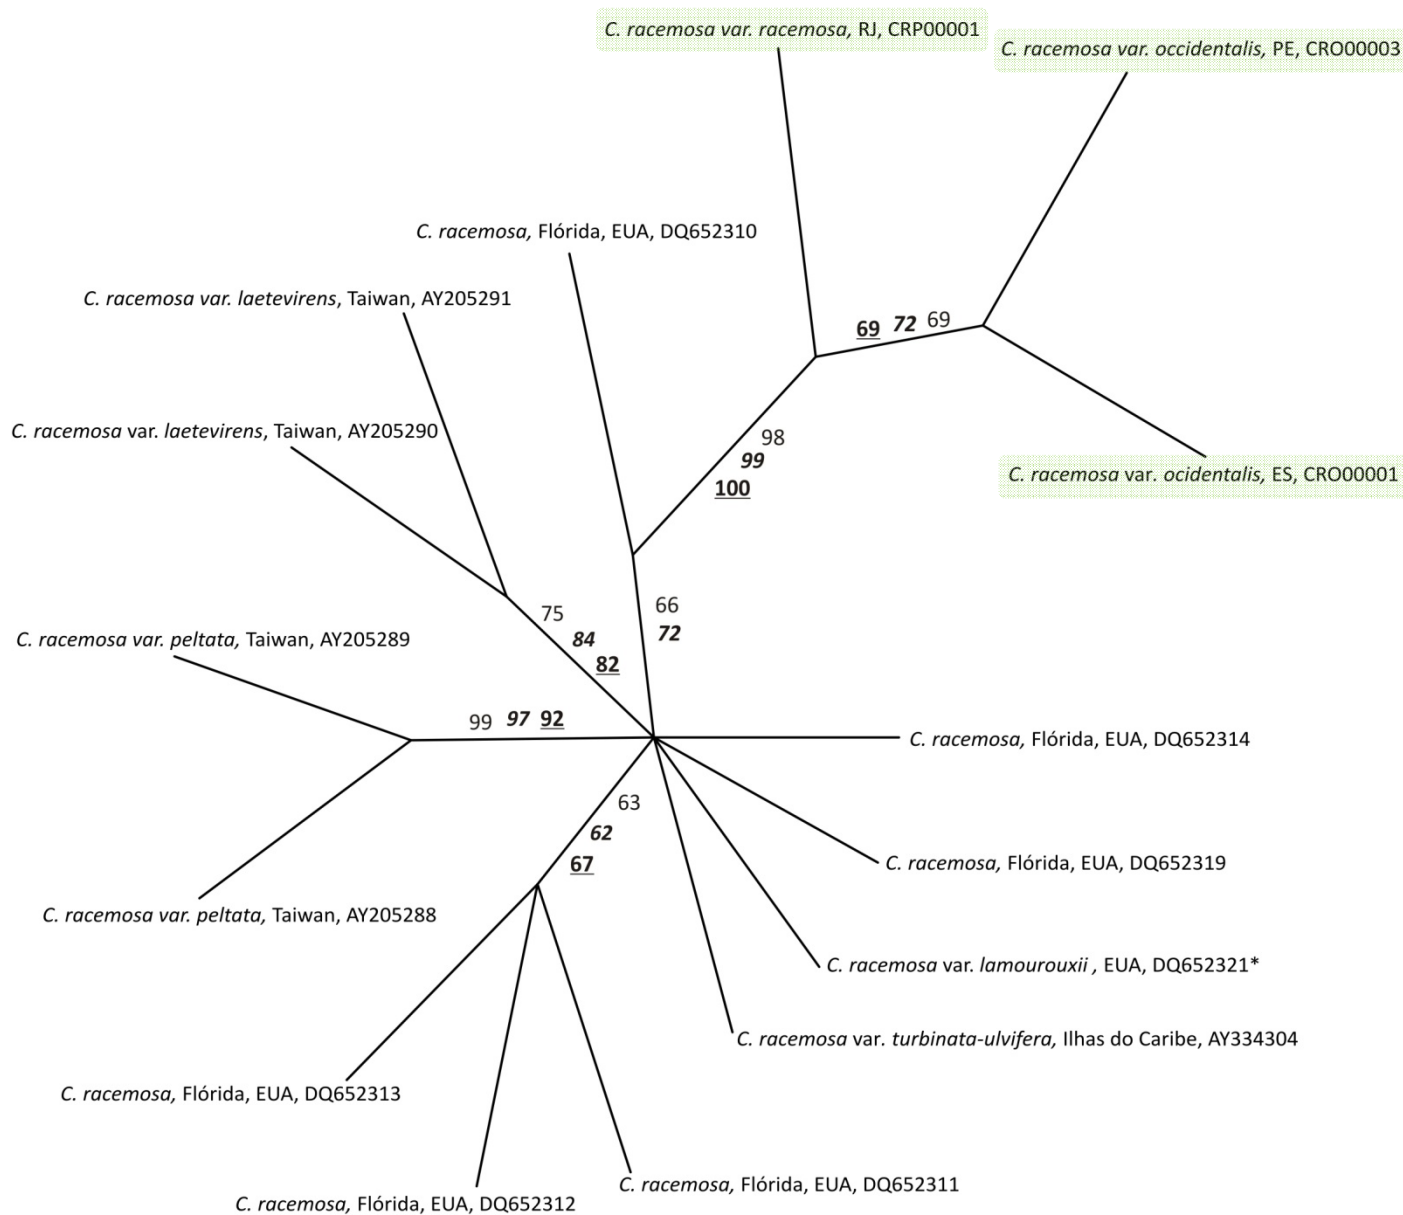 C. racemosa var. racemosa, RJ, CRP00001
C. racemosa var. occidentalis, PE, CRO00003
C. racemosa, Flórida, EUA, DQ652310
C. racemosa var. laetevirens, Taiwan, AY205291
69 72 69
C. racemosa var. laetevirens, Taiwan, AY205290
98
99
100
C. racemosa var. ocidentalis, ES, CRO00001
75
84
82
66
72
C. racemosa var. peltata, Taiwan, AY205289
99 97 92
C. racemosa, Flórida, EUA, DQ652314
63
62
67
C. racemosa, Flórida, EUA, DQ652319
C. racemosa var. peltata, Taiwan, AY205288
C. racemosa var. lamourouxii , EUA, DQ652321*
C. racemosa var. turbinata-ulvifera, Ilhas do Caribe, AY334304
C. racemosa, Flórida, EUA, DQ652313
C. racemosa, Flórida, EUA, DQ652311
C. racemosa, Flórida, EUA, DQ652312